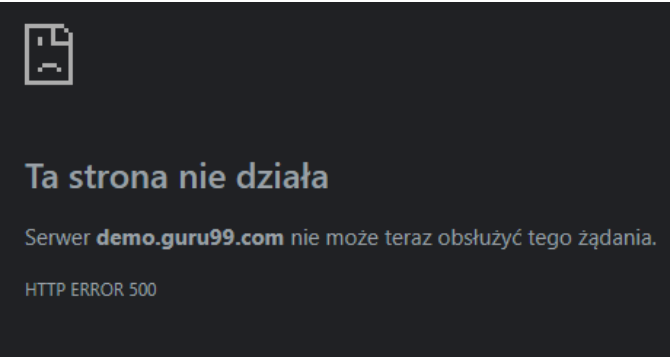 Ta strona nie działa
Serwer demo.guru99.com nie może teraz obsłużyć tego żądania.
HTTP ERROR 500